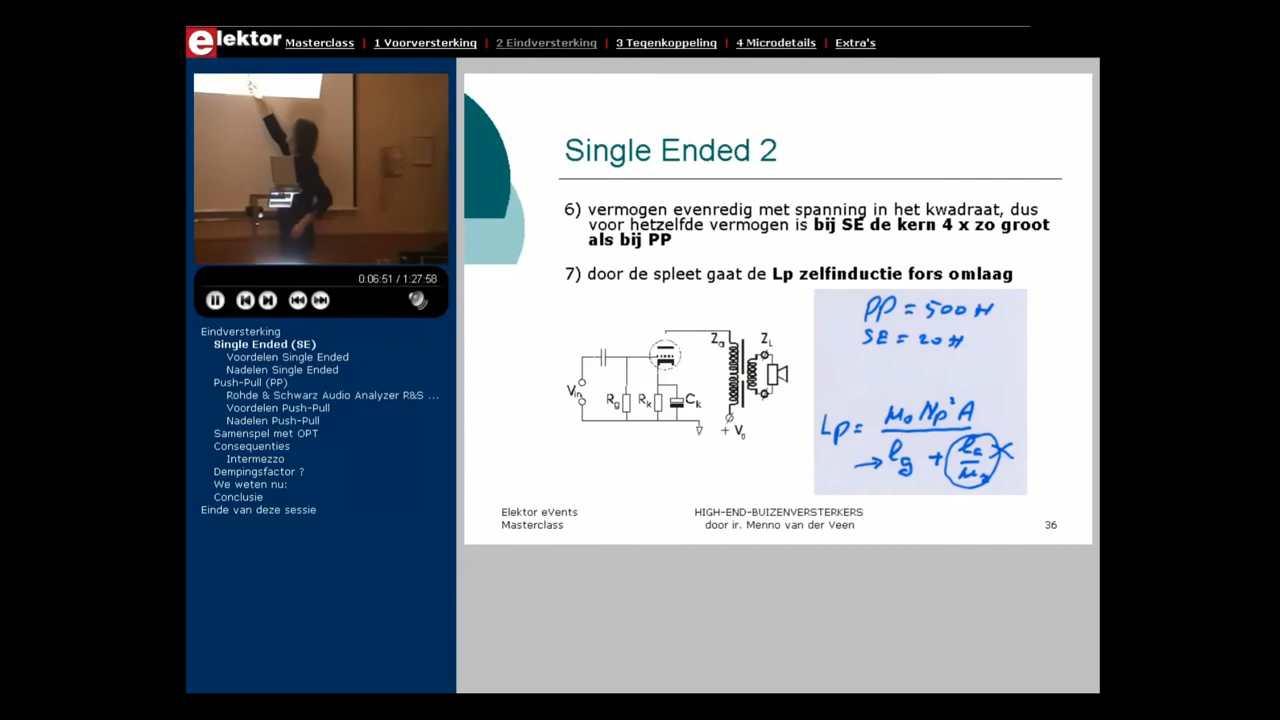 elektor Masterclass | 1 Voorversterking | 2 Eindversterking | 3 Tegenkoppeling | 4 Microdetails | Extra's
0:06:51 / 1:27:58
Eindversterking
Single Ended (SE)
Voordelen Single Ended
Nadelen Single Ended
Push-Pull (PP)
Rohde & Schwarz Audio Analyzer R&S ...
Voordelen Push-Pull
Nadelen Push-Pull
Samenspel met OPT
Consequenties
Intermezzo
Dempingsfactor ?
We weten nu:
Conclusie
Einde van deze sessie
Single Ended 2
6) vermogen evenredig met spanning in het kwadraat, dus
voor hetzelfde vermogen is bij SE de kern 4 x zo groot
als bij PP
7) door de spleet gaat de Lp zelfinductie fors omlaag
PP = 500 H
SE = 20 H
Za ZL
Vin Rg Rk Ck
+ V0
Lp = μ0 Np² A
→ lg + lc
μr
Elektor eVents
Masterclass
HIGH-END-BUIZENVERSTERKERS
door ir. Menno van der Veen
36